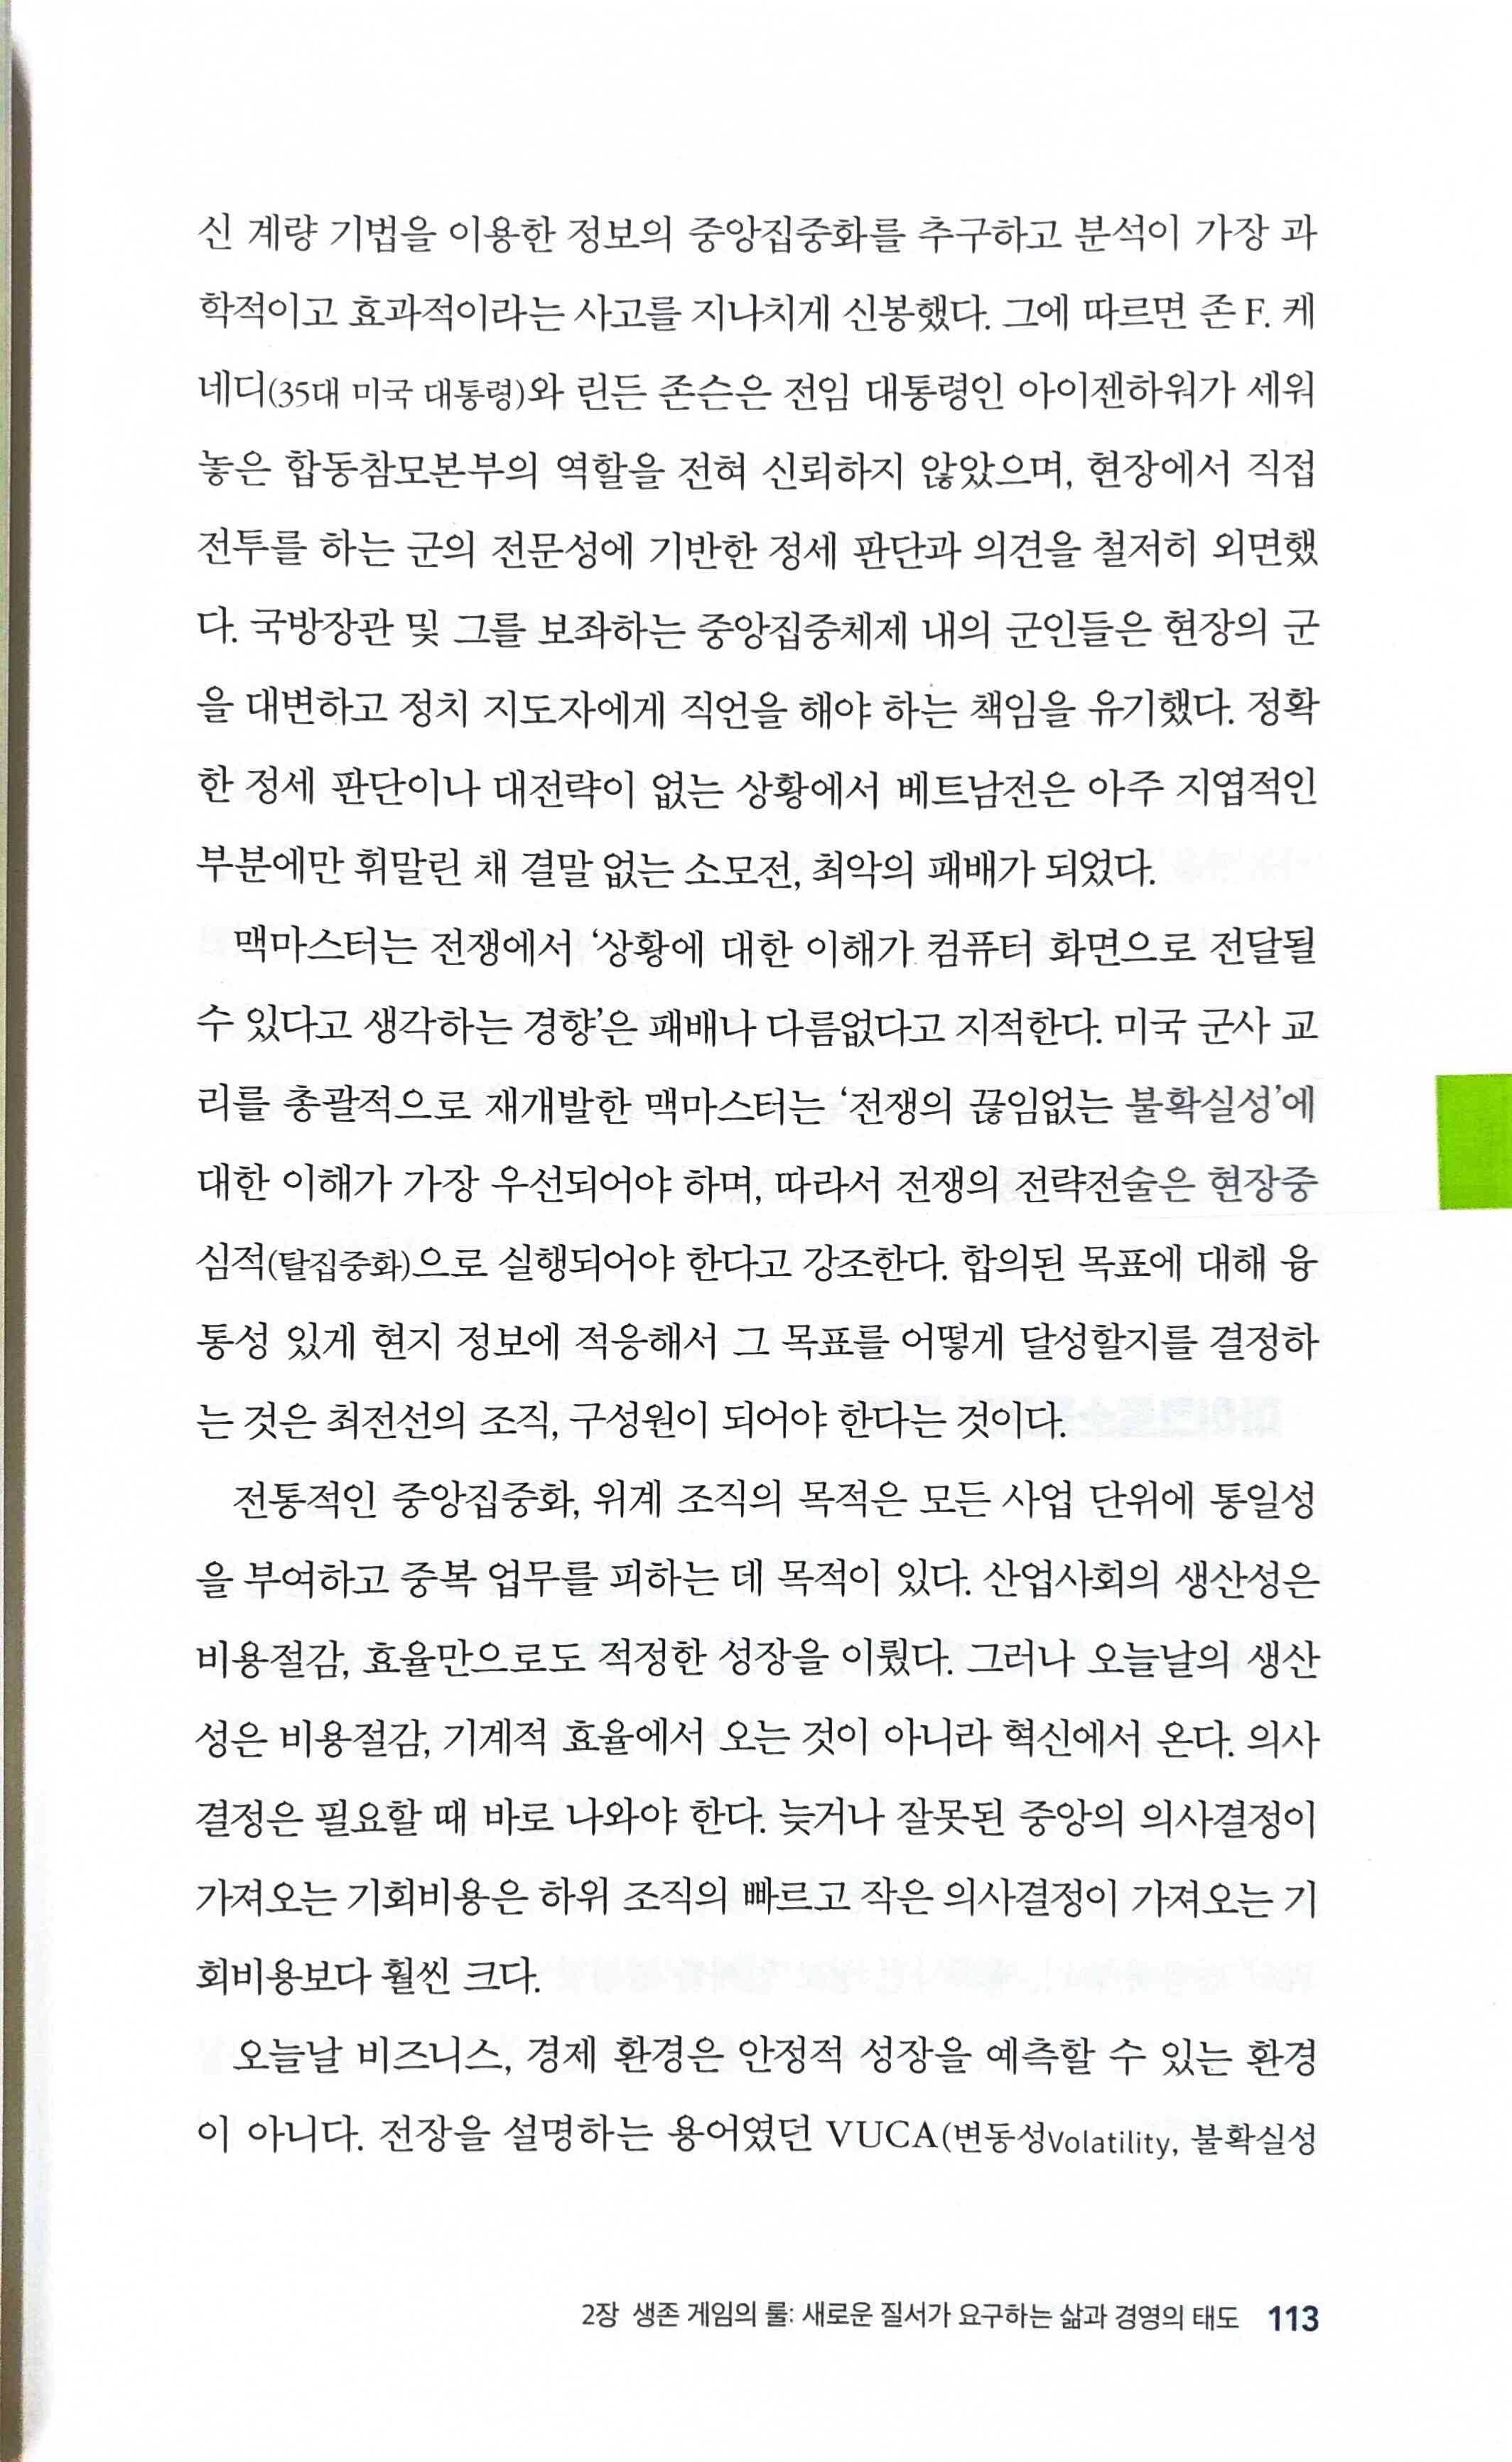 신 계량 기법을 이용한 정보의 중앙집중화를 추구하고 분석이 가장 과
학적이고 효과적이라는 사고를 지나치게 신봉했다. 그에 따르면 존 F. 케
네디(35대 미국 대통령)와 린든 존슨은 전임 대통령인 아이젠하워가 세워
놓은 합동참모본부의 역할을 전혀 신뢰하지 않았으며, 현장에서 직접
전투를 하는 군의 전문성에 기반한 정세 판단과 의견을 철저히 외면했
다. 국방장관 및 그를 보좌하는 중앙집중체제 내의 군인들은 현장의 군
을 대변하고 정치 지도자에게 직언을 해야 하는 책임을 유기했다. 정확
한 정세 판단이나 대전략이 없는 상황에서 베트남전은 아주 지엽적인
부분에만 휘말린 채 결말 없는 소모전, 최악의 패배가 되었다.
맥마스터는 전쟁에서 ‘상황에 대한 이해가 컴퓨터 화면으로 전달될
수 있다고 생각하는 경향’은 패배나 다름없다고 지적한다. 미국 군사 교
리를 총괄적으로 재개발한 맥마스터는 ‘전쟁의 끊임없는 불확실성’에
대한 이해가 가장 우선되어야 하며, 따라서 전쟁의 전략전술은 현장중
심적(탈집중화)으로 실행되어야 한다고 강조한다. 합의된 목표에 대해 융
통성 있게 현지 정보에 적응해서 그 목표를 어떻게 달성할지를 결정하
는 것은 최전선의 조직, 구성원이 되어야 한다는 것이다.
전통적인 중앙집중화, 위계 조직의 목적은 모든 사업 단위에 통일성
을 부여하고 중복 업무를 피하는 데 목적이 있다. 산업사회의 생산성은
비용절감, 효율만으로도 적정한 성장을 이뤘다. 그러나 오늘날의 생산
성은 비용절감, 기계적 효율에서 오는 것이 아니라 혁신에서 온다. 의사
결정은 필요할 때 바로 나와야 한다. 늦거나 잘못된 중앙의 의사결정이
가져오는 기회비용은 하위 조직의 빠르고 작은 의사결정이 가져오는 기
회비용보다 훨씬 크다.
오늘날 비즈니스, 경제 환경은 안정적 성장을 예측할 수 있는 환경
이 아니다. 전장을 설명하는 용어였던 VUCA(변동성Volatility, 불확실성
2장 생존 게임의 룰: 새로운 질서가 요구하는 삶과 경영의 태도 113